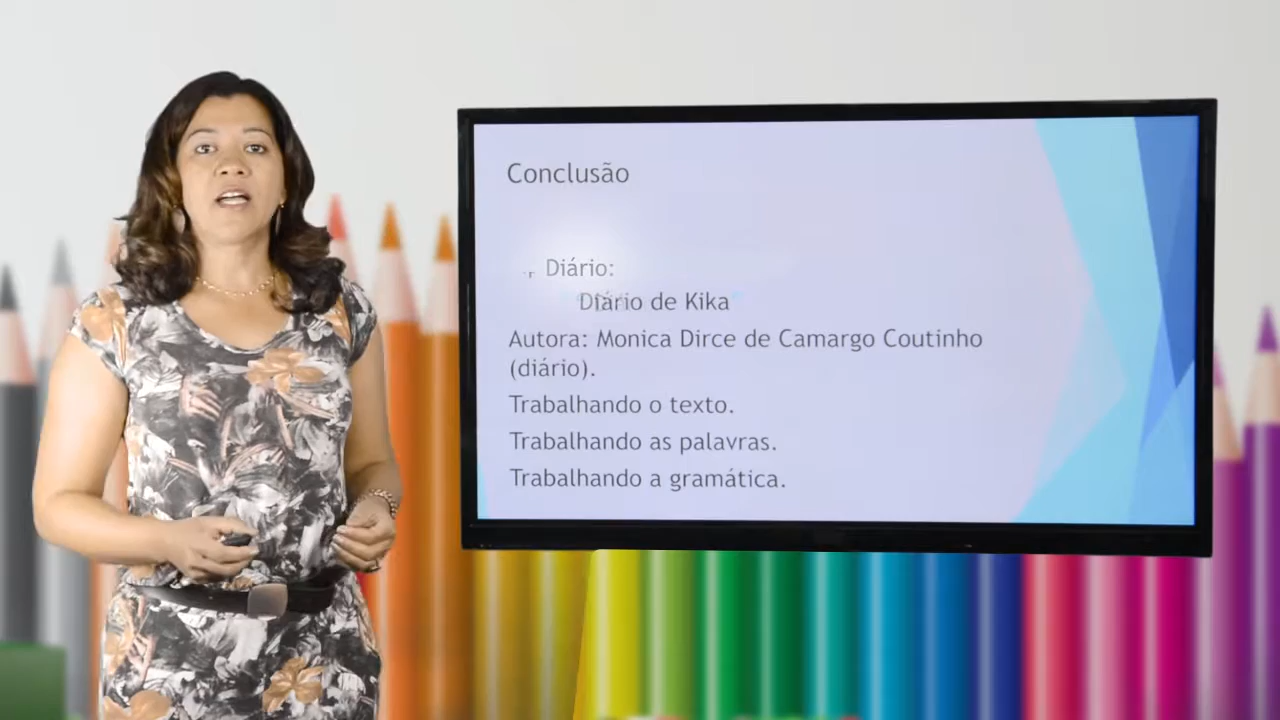 Conclusão
Diário:
Diário de Kika
Autora: Monica Dirce de Camargo Coutinho
(diário).
Trabalhando o texto.
Trabalhando as palavras.
Trabalhando a gramática.